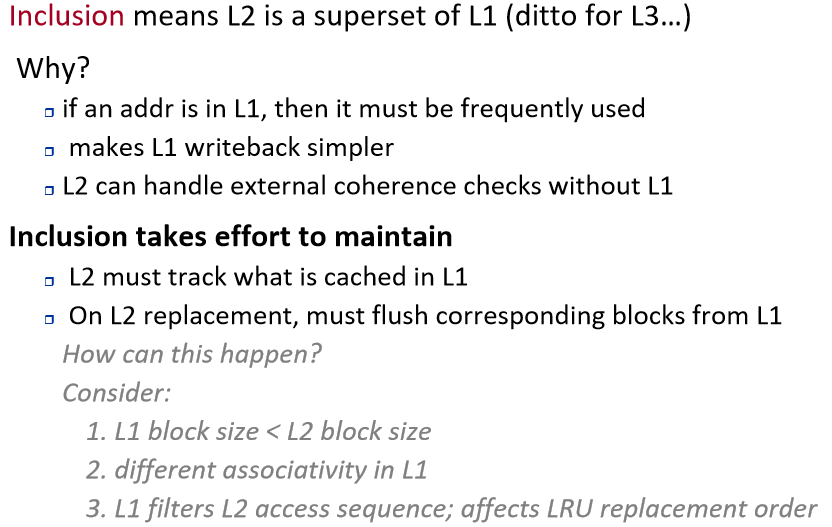 Inclusion means L2 is a superset of L1 (ditto for L3...)
Why?
if an addr is in L1, then it must be frequently used
makes L1 writeback simpler
L2 can handle external coherence checks without L1
Inclusion takes effort to maintain
L2 must track what is cached in L1
On L2 replacement, must flush corresponding blocks from L1
How can this happen?
Consider:
1. L1 block size < L2 block size
2. different associativity in L1
3. L1 filters L2 access sequence; affects LRU replacement order